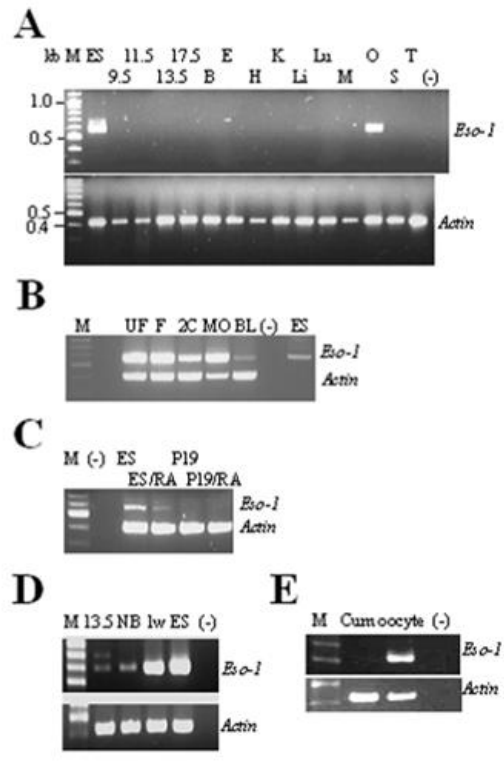 A
kb M ES 11.5 17.5 E K Lu O T
9.5 13.5 B H Li M S (-)
1.0
0.5
Eso-1
0.5
0.4
Actin
B
M UF F 2C MO BL (-) ES
Eso-1
Actin
C
M (-) ES P19
ES/RA P19/RA
Eso-1
Actin
D
M 13.5 NB 1w ES (-)
Eso-1
Actin
E
M Cumoocyte (-)
Eso-1
Actin